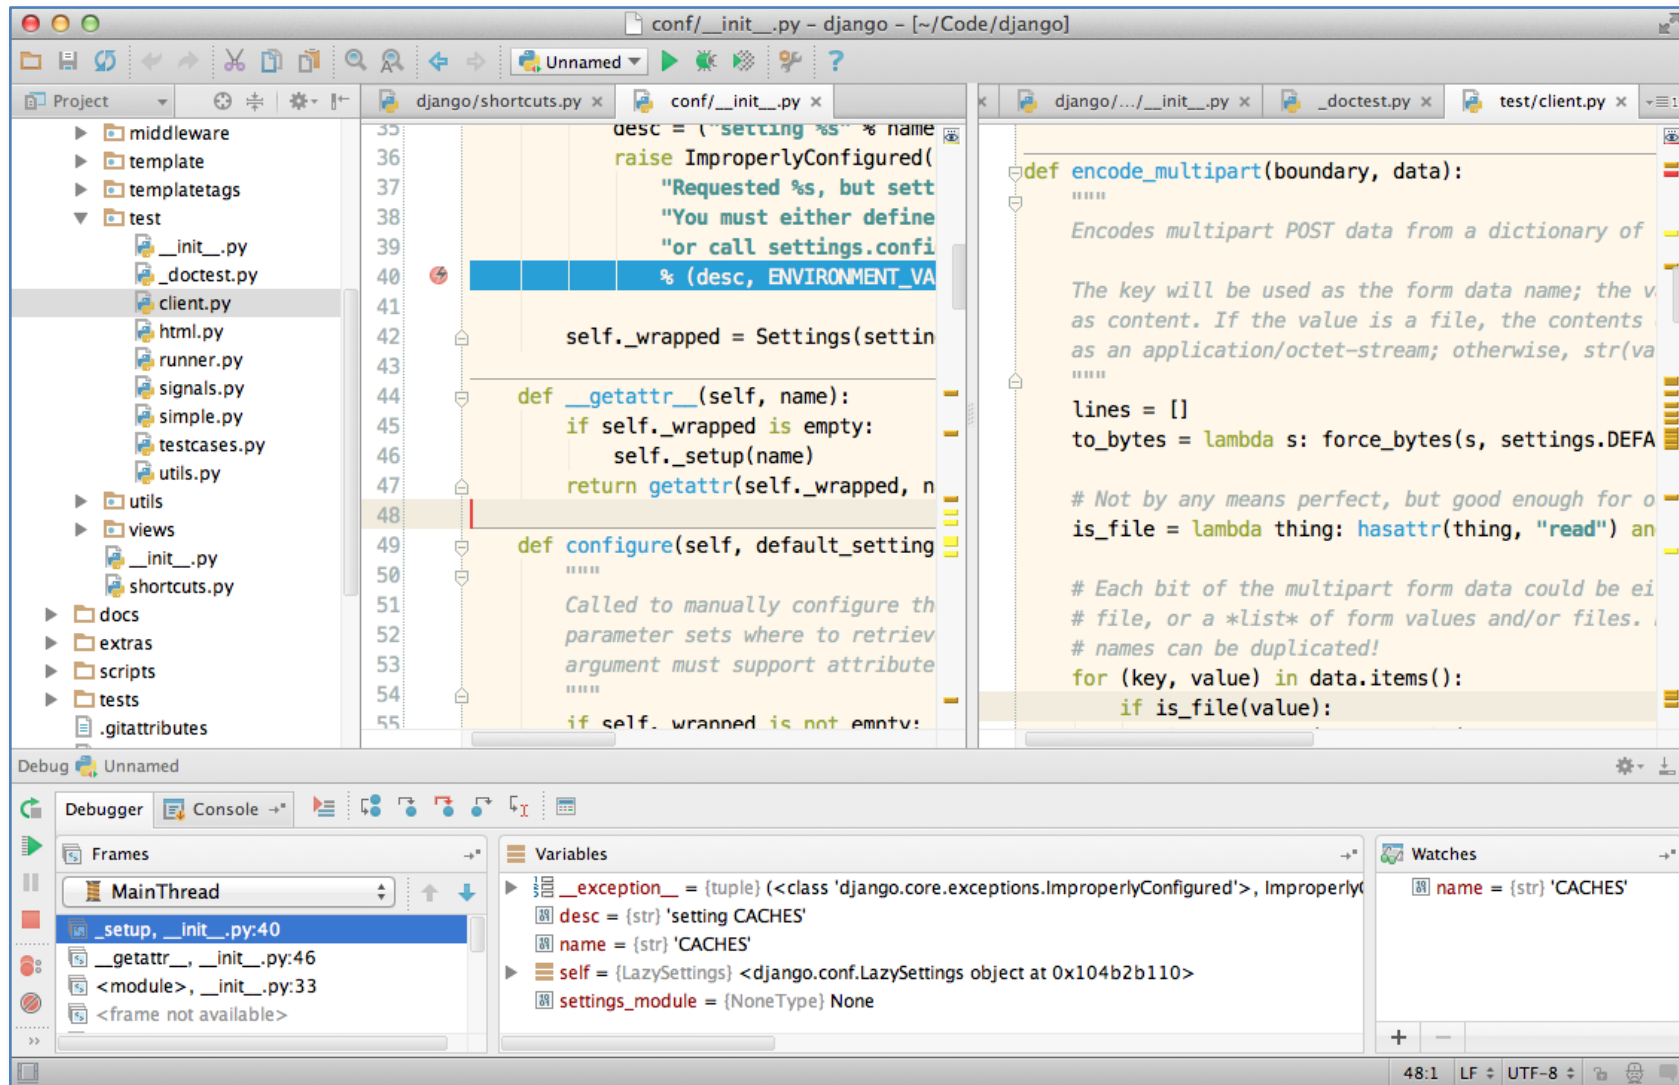 conf/__init__.py – django – [~/Code/django]
Unnamed
Project
django/shortcuts.py
conf/__init__.py
django/.../__init__.py
_doctest.py
test/client.py
middleware
template
templatetags
test
__init__.py
_doctest.py
client.py
html.py
runner.py
signals.py
simple.py
testcases.py
utils.py
utils
views
__init__.py
shortcuts.py
docs
extras
scripts
tests
.gitattributes
35 desc = ("setting %s" % name
36 raise ImproperlyConfigured(
37 "Requested %s, but sett
38 "You must either define
39 "or call settings.confi
40 % (desc, ENVIRONMENT_VA
41
42 self._wrapped = Settings(settin
43
44 def __getattr__(self, name):
45 if self._wrapped is empty:
46 self._setup(name)
47 return getattr(self._wrapped, n
48
49 def configure(self, default_setting
50 """
51 Called to manually configure th
52 parameter sets where to retriev
53 argument must support attribute
54 """
55 if self._wrapped is not empty:
def encode_multipart(boundary, data):
"""
Encodes multipart POST data from a dictionary of
The key will be used as the form data name; the v
as content. If the value is a file, the contents
as an application/octet-stream; otherwise, str(va
"""
lines = []
to_bytes = lambda s: force_bytes(s, settings.DEFA
# Not by any means perfect, but good enough for o
is_file = lambda thing: hasattr(thing, "read") an
# Each bit of the multipart form data could be ei
# file, or a *list* of form values and/or files.
# names can be duplicated!
for (key, value) in data.items():
if is_file(value):
Debug Unnamed
Debugger Console
Frames
MainThread
_setup, __init__.py:40
__getattr__, __init__.py:46
<module>, __init__.py:33
<frame not available>
Variables
__exception__ = {tuple} (<class 'django.core.exceptions.ImproperlyConfigured'>, Improperly
desc = {str} 'setting CACHES'
name = {str} 'CACHES'
self = {LazySettings} <django.conf.LazySettings object at 0x104b2b110>
settings_module = {NoneType} None
Watches
name = {str} 'CACHES'
48:1 LF UTF-8